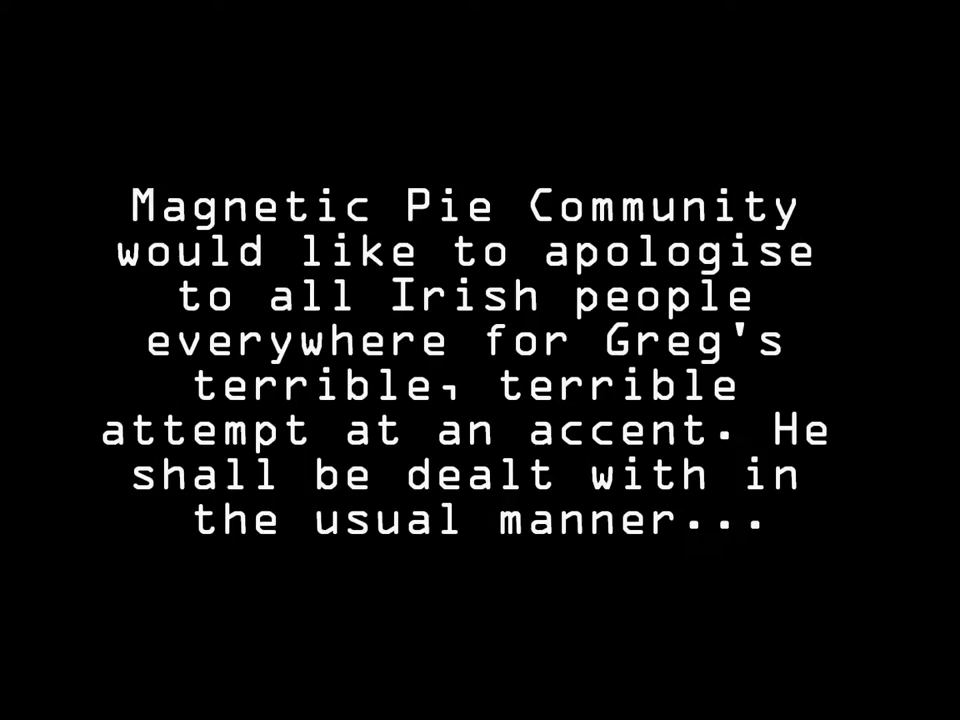 Magnetic Pie Community
would like to apologise
to all Irish people
everywhere for Greg's
terrible, terrible
attempt at an accent. He
shall be dealt with in
the usual manner...